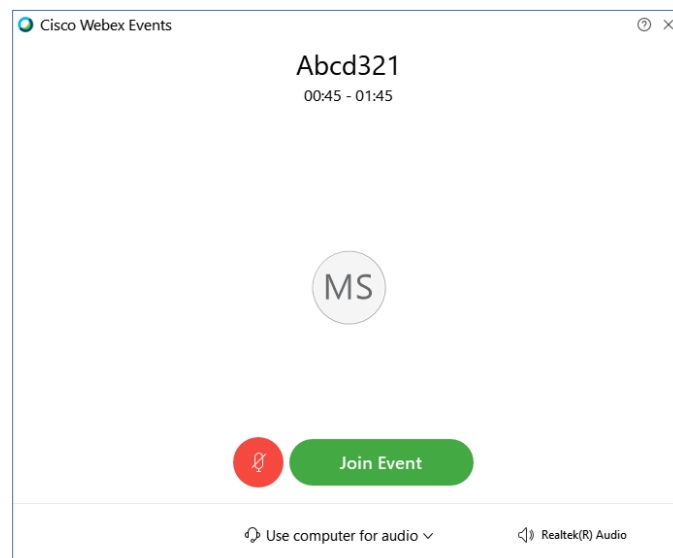 Cisco Webex Events
Abcd321
00:45 - 01:45
MS
Join Event
Use computer for audio
Realtek(R) Audio